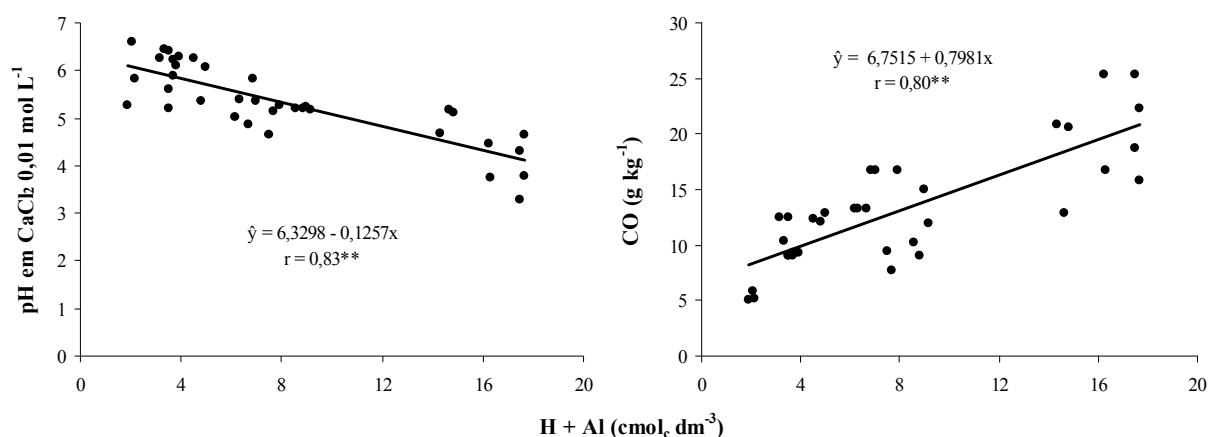 pH em CaCl₂ 0,01 mol L⁻¹
7
6
5
4
3
2
1
0
0 4 8 12 16 20
ŷ = 6,3298 - 0,1257x
r = 0,83**
CO (g kg⁻¹)
30
25
20
15
10
5
0
0 4 8 12 16 20
ŷ = 6,7515 + 0,7981x
r = 0,80**
H + Al (cmol_c dm⁻³)